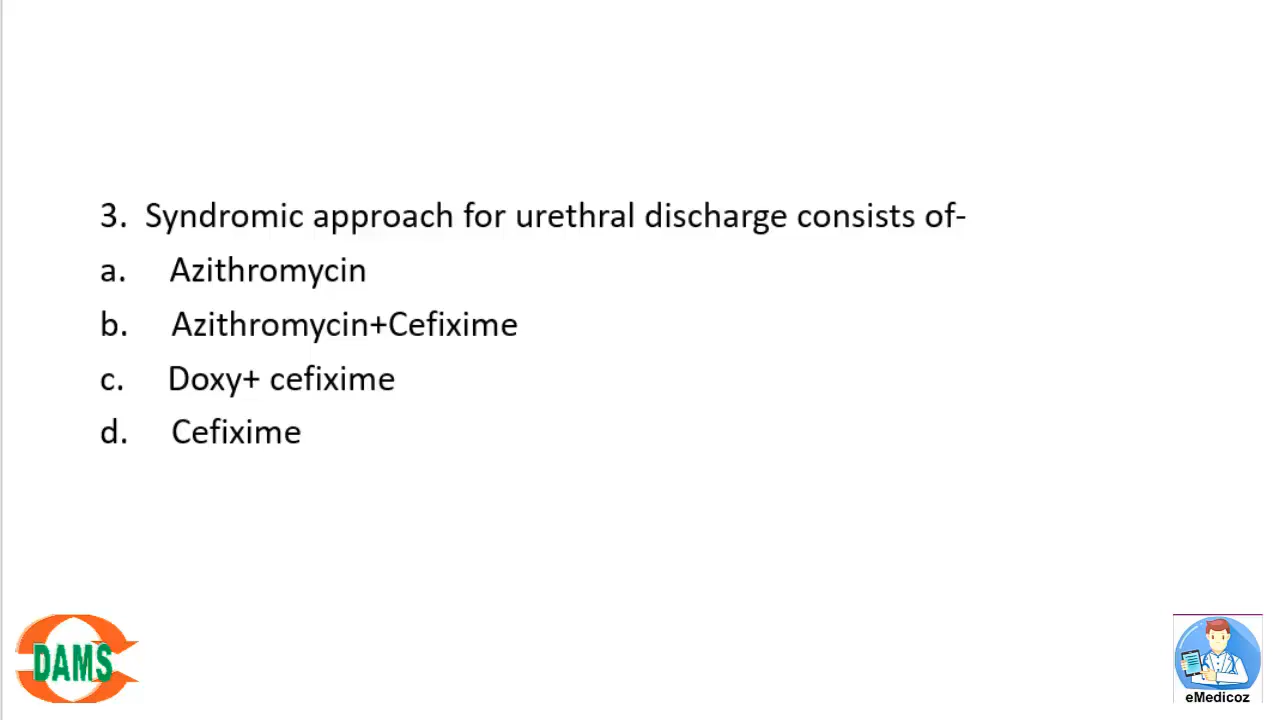 3. Syndromic approach for urethral discharge consists of-
a. Azithromycin
b. Azithromycin+Cefixime
c. Doxy+ cefixime
d. Cefixime
DAMS
eMedicoz